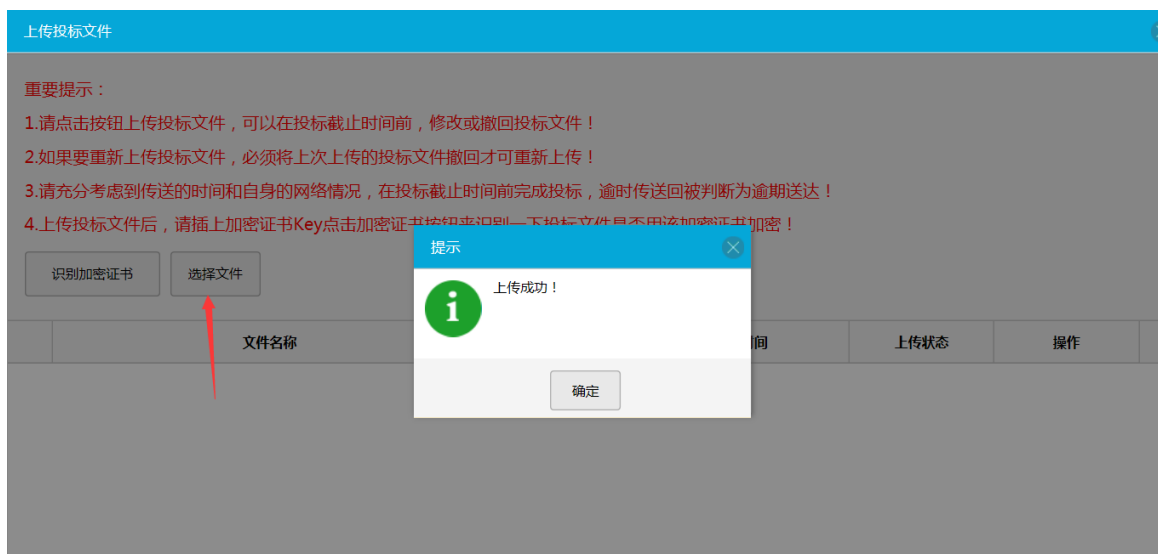 上传投标文件
重要提示：
1.请点击按钮上传投标文件，可以在投标截止时间前，修改或撤回投标文件！
2.如果要重新上传投标文件，必须将上次上传的投标文件撤回才可重新上传！
3.请充分考虑到传送的时间和自身的网络情况，在投标截止时间前完成投标，逾时传送回被判断为逾期送达！
4.上传投标文件后，请插上加密证书Key点击加密证书按钮来识别一下投标文件是否用该加密证书加密！
提示
识别加密证书 选择文件
上传成功！
文件名称 间 上传状态 操作
确定